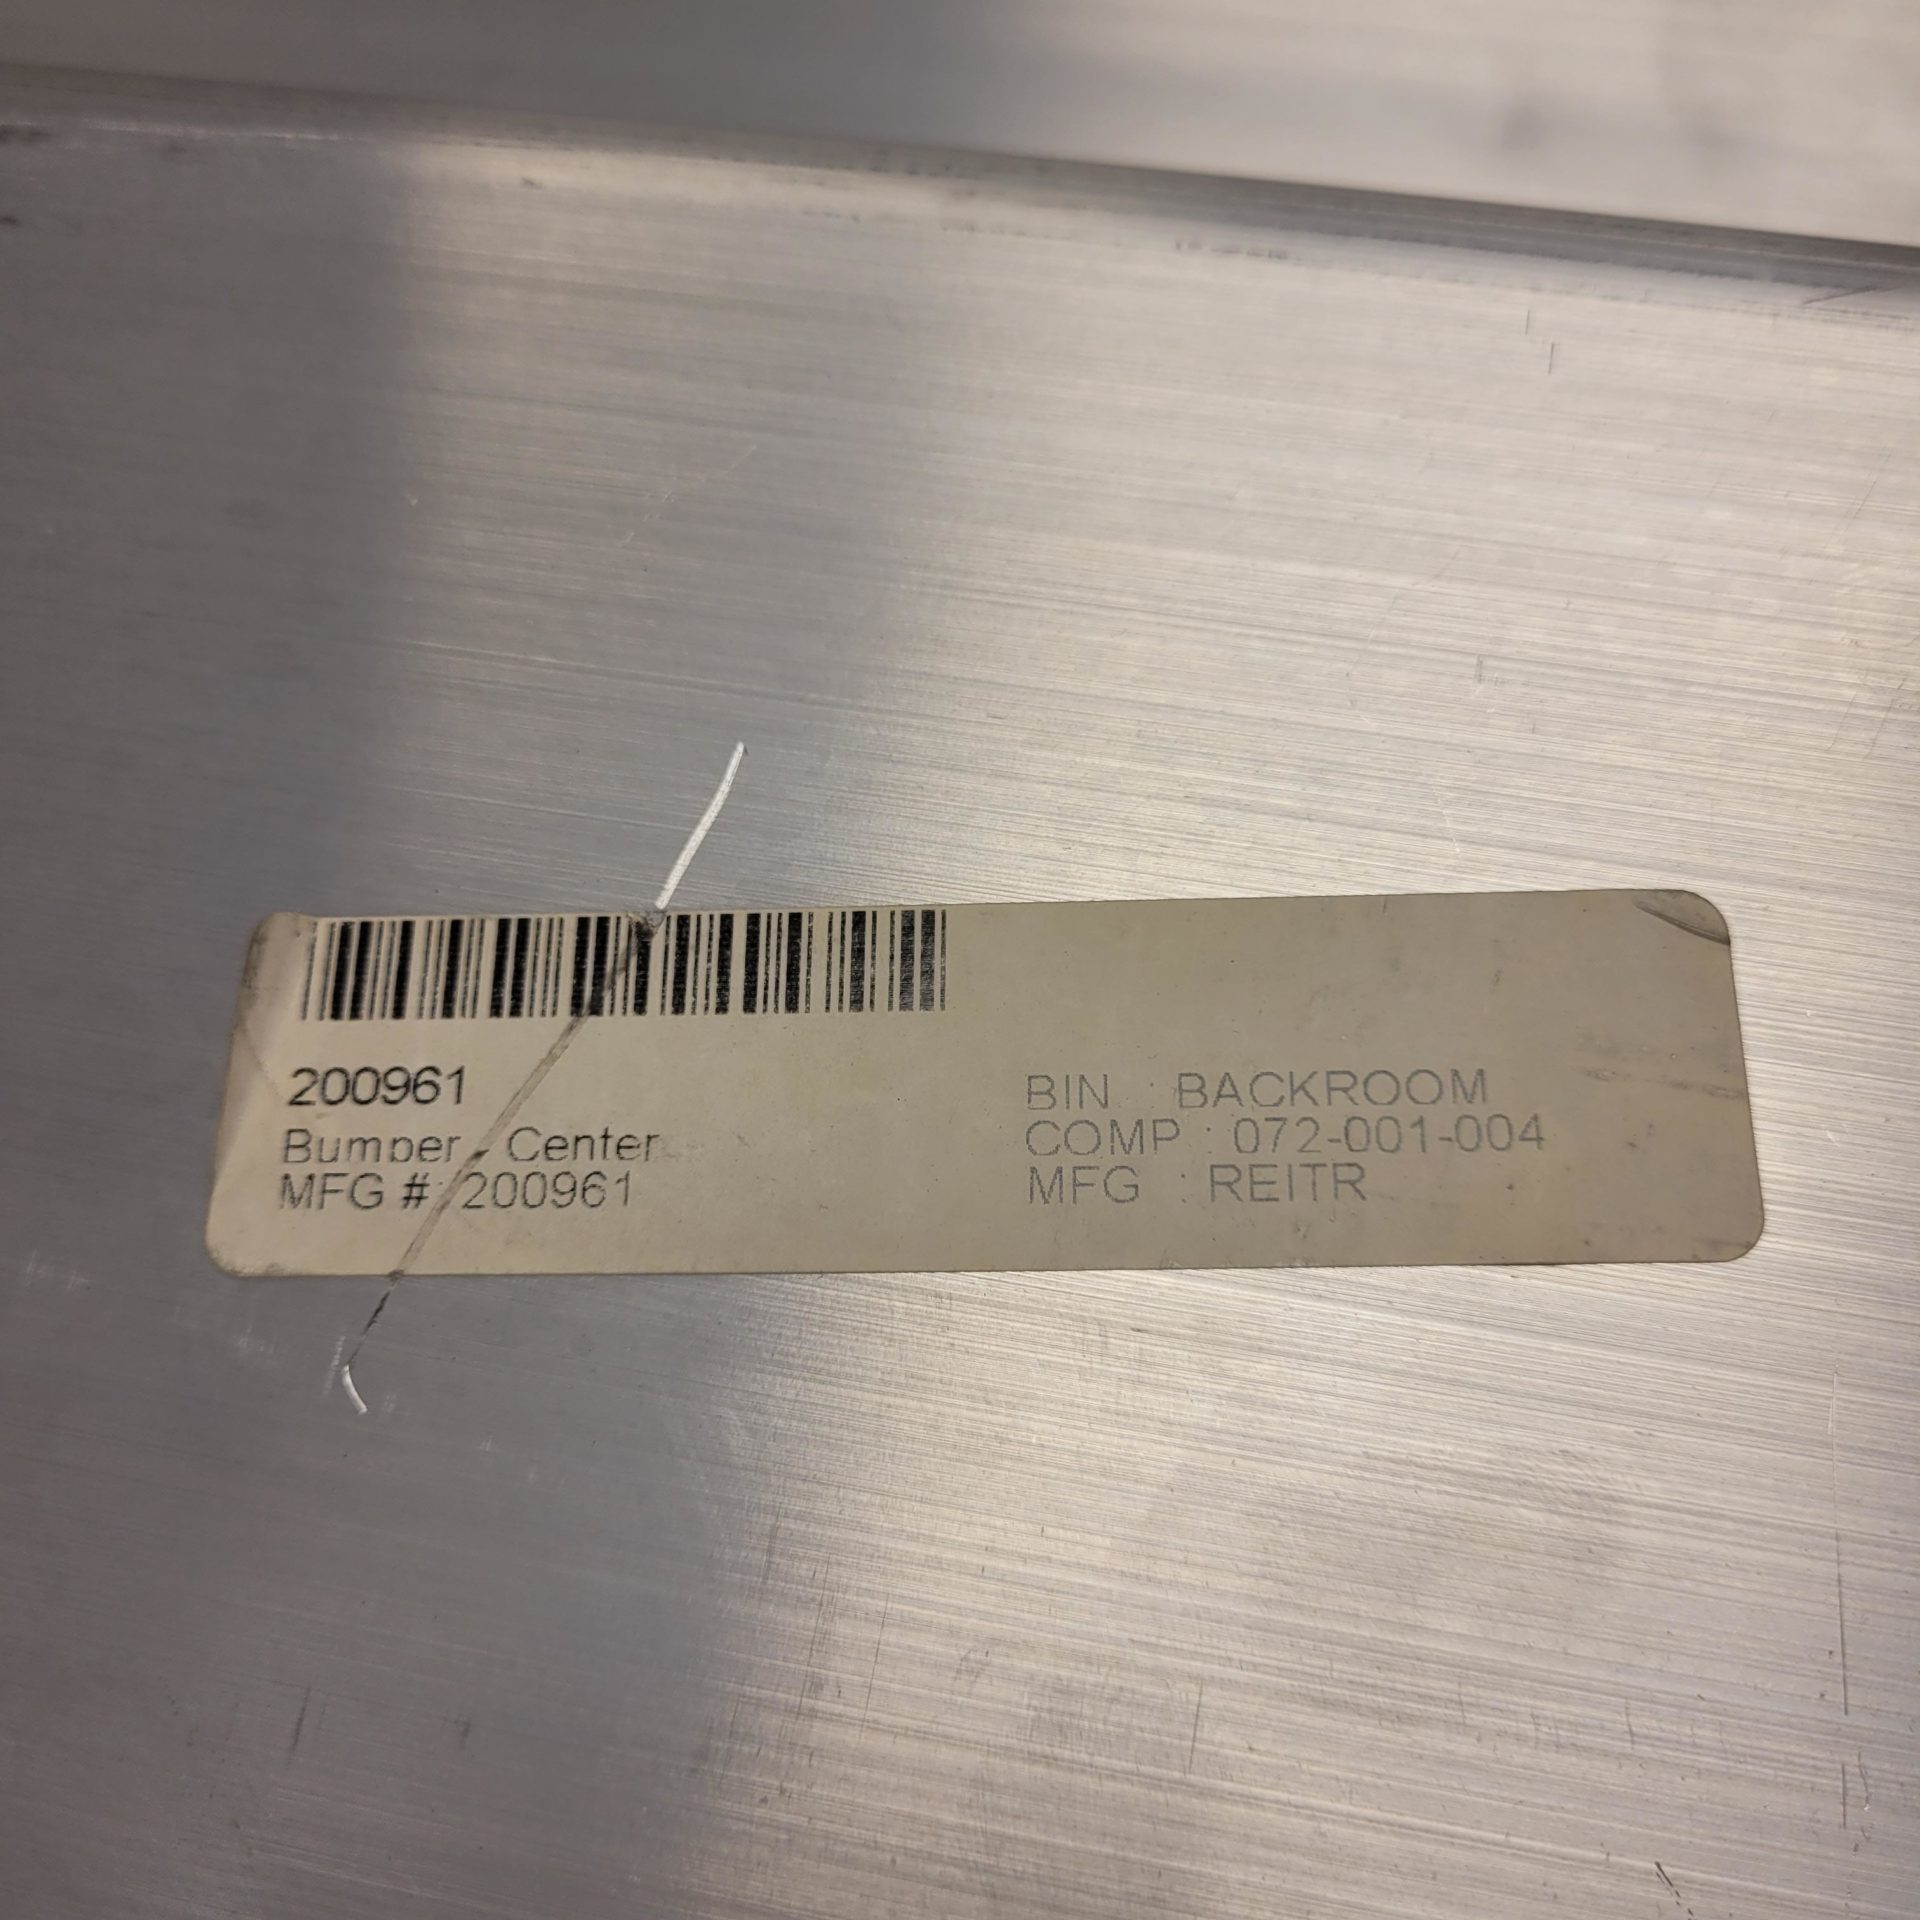 200961
Bumper , Center
MFG #: 200961
BIN : BACKROOM
COMP : 072-001-004
MFG : REITR